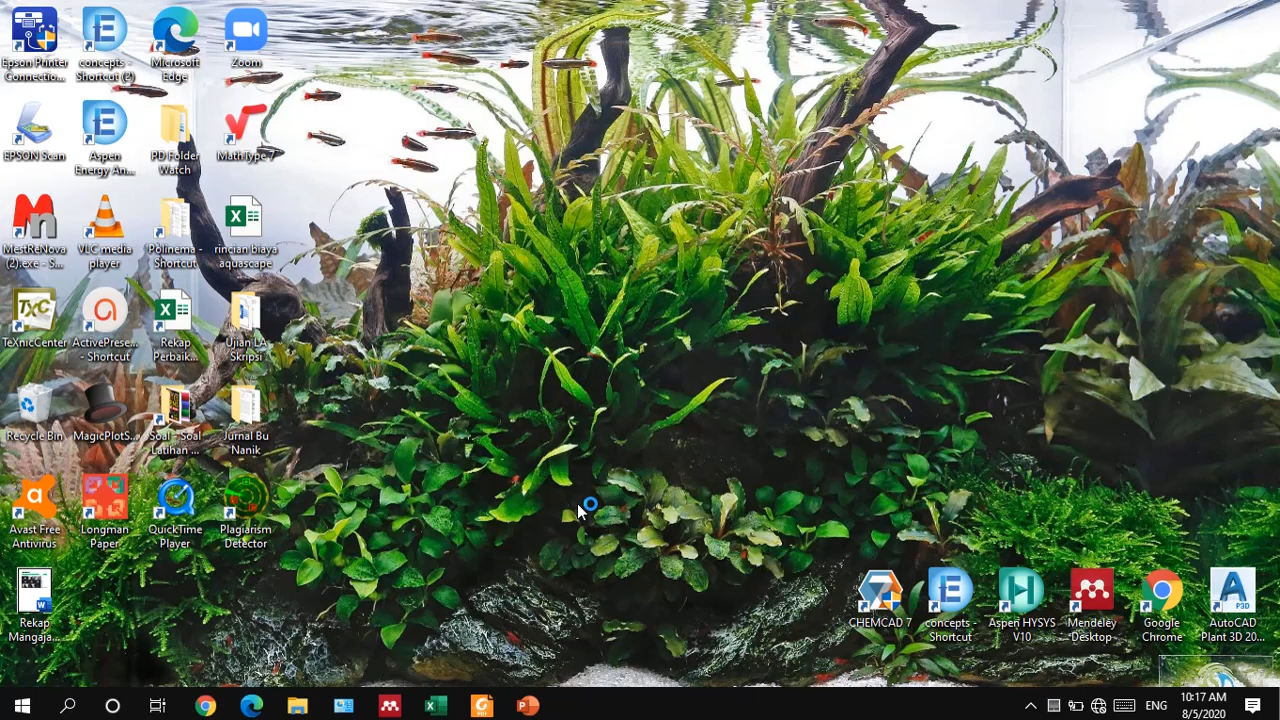 Epson Printer
Connectio...
concepts -
Shortcut (2)
Microsoft
Edge
Zoom
EPSON Scan
Aspen
Energy An...
PD Folder
Watch
MathType 7
MestReNova
(2).exe - S...
VLC media
player
Polinema -
Shortcut
rincian biaya
aquascape
TXC
TeXnicCenter
ActivePrese...
- Shortcut
Rekap
Perbaik...
Ujian LA
Skripsi
Recycle Bin
MagicPlotS...
Soal - Soal
Latihan ...
Jurnal Bu
Nanik
Avast Free
Antivirus
Longman
Paper
QuickTime
Player
Plagiarism
Detector
Rekap
Mangaja...
CHEMCAD 7
concepts -
Shortcut
Aspen HYSYS
V10
Mendeley
Desktop
Google
Chrome
P3D
AutoCAD
Plant 3D 20...
ENG
10:17 AM
8/5/2020